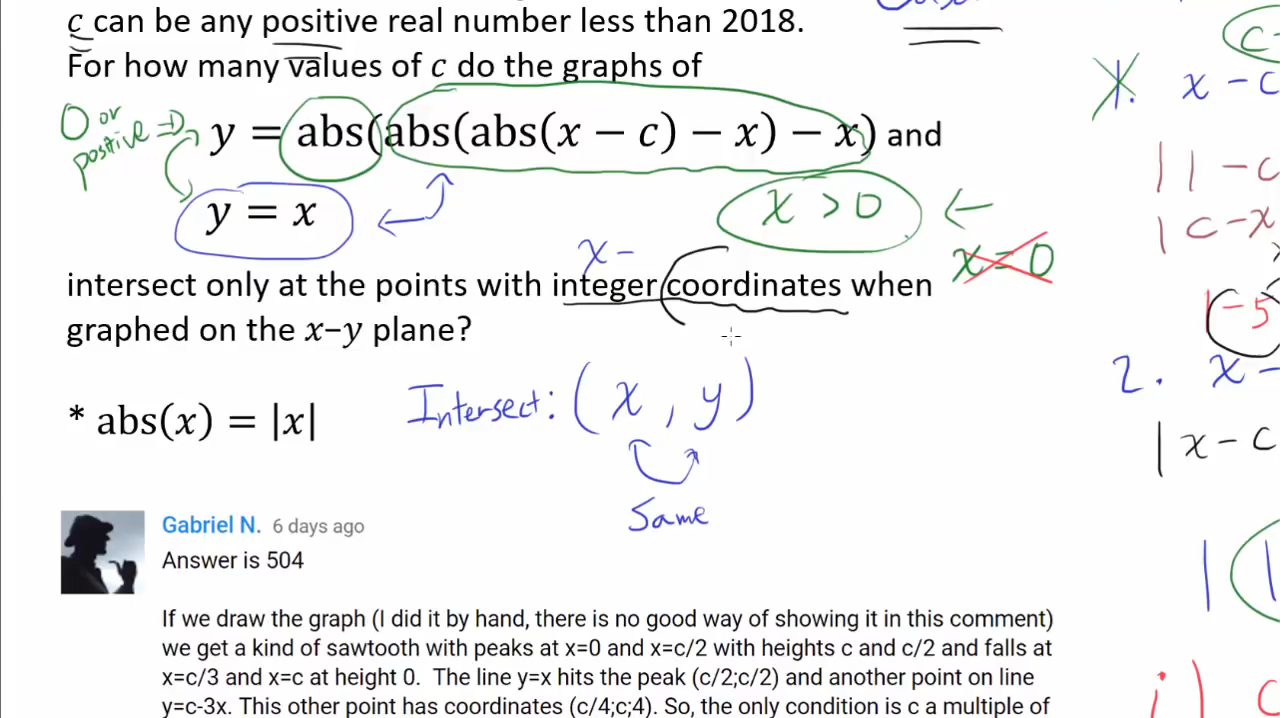 c can be any positive real number less than 2018.
For how many values of c do the graphs of
0 or positive ⇒
y = abs(abs(abs(x − c) − x) − x) and
y = x
x > 0
x = 0
x −
intersect only at the points with integer coordinates when
graphed on the x−y plane?
* abs(x) = |x|
Intersect: (x, y)
Same
Gabriel N. 6 days ago
Answer is 504
If we draw the graph (I did it by hand, there is no good way of showing it in this comment)
we get a kind of sawtooth with peaks at x=0 and x=c/2 with heights c and c/2 and falls at
x=c/3 and x=c at height 0. The line y=x hits the peak (c/2;c/2) and another point on line
y=c-3x. This other point has coordinates (c/4;c;4). So, the only condition is c a multiple of
c -
1. x - c
| | - c
| c - x
| -5
2. x -
| x - c
| |
i) c